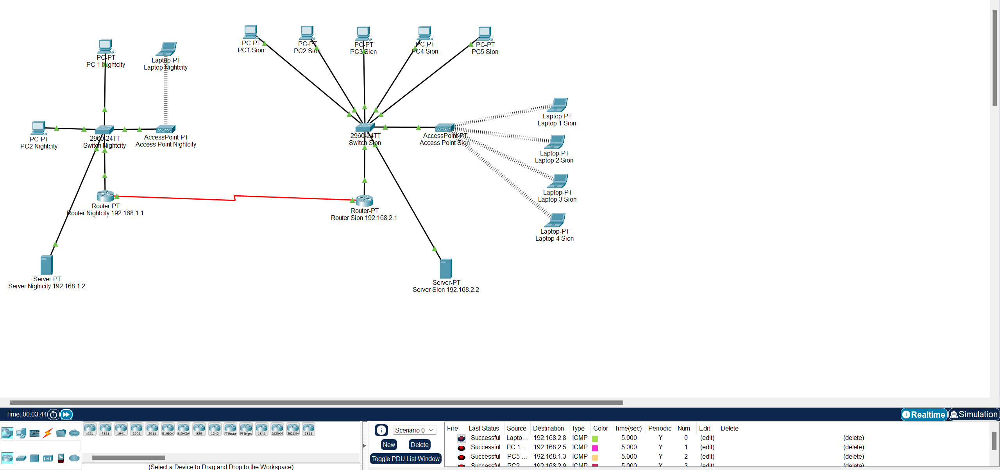 PC-PT
PC 1 Nightcity
Laptop-PT
Laptop Nightcity
PC-PT
PC1 Sion
PC-PT
PC2 Sion
PC-PT
PC3 Sion
PC-PT
PC4 Sion
PC-PT
PC5 Sion
PC-PT
PC2 Nightcity
2960-24TT
Switch Nightcity
AccessPoint-PT
Access Point Nightcity
2960-24TT
Switch Sion
AccessPoint-PT
Access Point Sion
Laptop-PT
Laptop 1 Sion
Laptop-PT
Laptop 2 Sion
Laptop-PT
Laptop 3 Sion
Laptop-PT
Laptop 4 Sion
Router-PT
Router Nightcity 192.168.1.1
Router-PT
Router Sion 192.168.2.1
Server-PT
Server Nightcity 192.168.1.2
Server-PT
Server Sion 192.168.2.2
Time: 00:03:44
Realtime
Simulation
4331 4321 1941 2901 2911 819IOX 819HGW 829 1240 PT-Router PT-Empty 1841 2620XM 2621XM 2811
(Select a Device to Drag and Drop to the Workspace)
Scenario 0
New
Delete
Toggle PDU List Window
Fire Last Status Source Destination Type Color Time(sec) Periodic Num Edit Delete
Successful Lapto... 192.168.2.8 ICMP 5.000 Y 0 (edit) (delete)
Successful PC 1 ... 192.168.2.5 ICMP 5.000 Y 1 (edit) (delete)
Successful PC5 ... 192.168.1.3 ICMP 5.000 Y 2 (edit) (delete)
Successful PC2 ... 192.168.2.9 ICMP 5.000 Y 3 (edit) (delete)